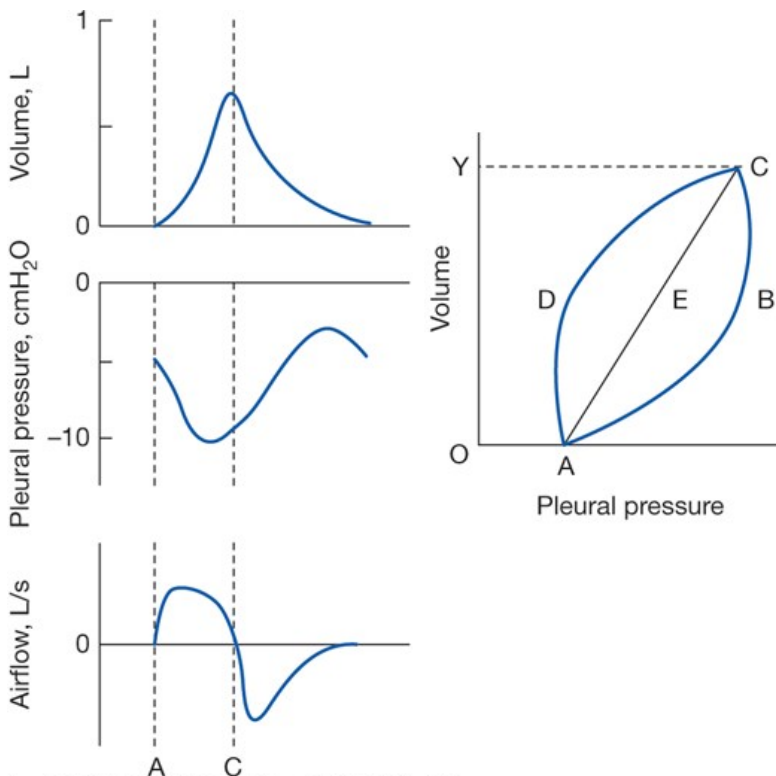 1
Volume, L
0
0
Pleural pressure, cmH₂O
−10
Airflow, L/s
0
A C
Y C
Volume
D E B
O
A
Pleural pressure